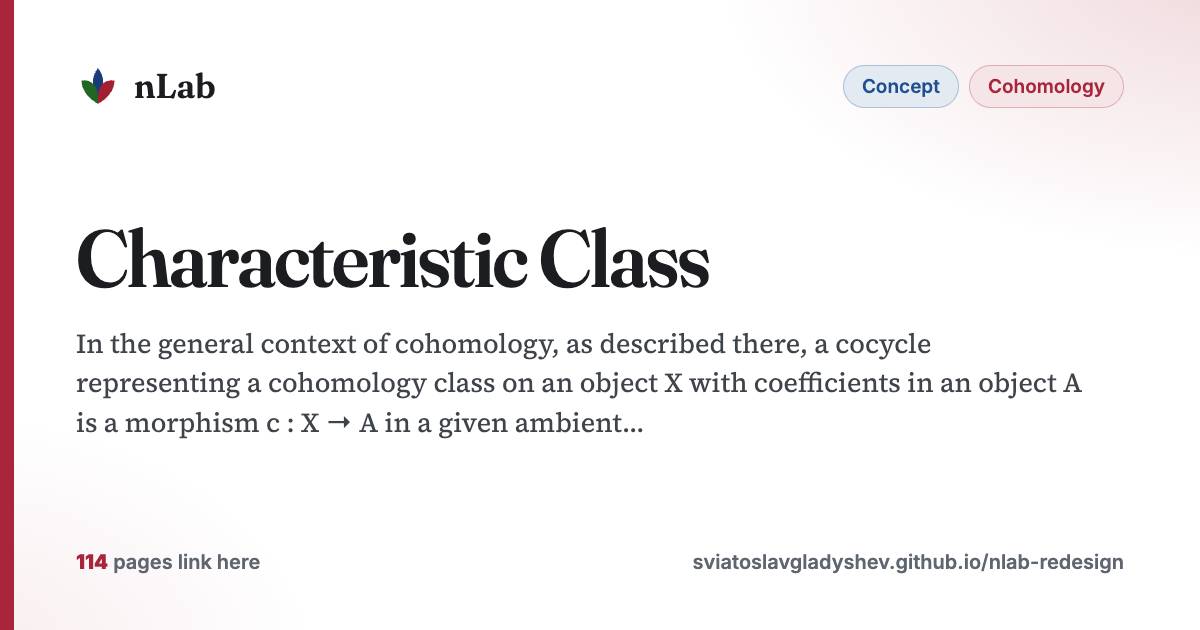 nLab
Concept
Cohomology
Characteristic Class
In the general context of cohomology, as described there, a cocycle
representing a cohomology class on an object X with coefficients in an object A
is a morphism c : X → A in a given ambient...
114 pages link here
sviatoslavgladyshev.github.io/nlab-redesign